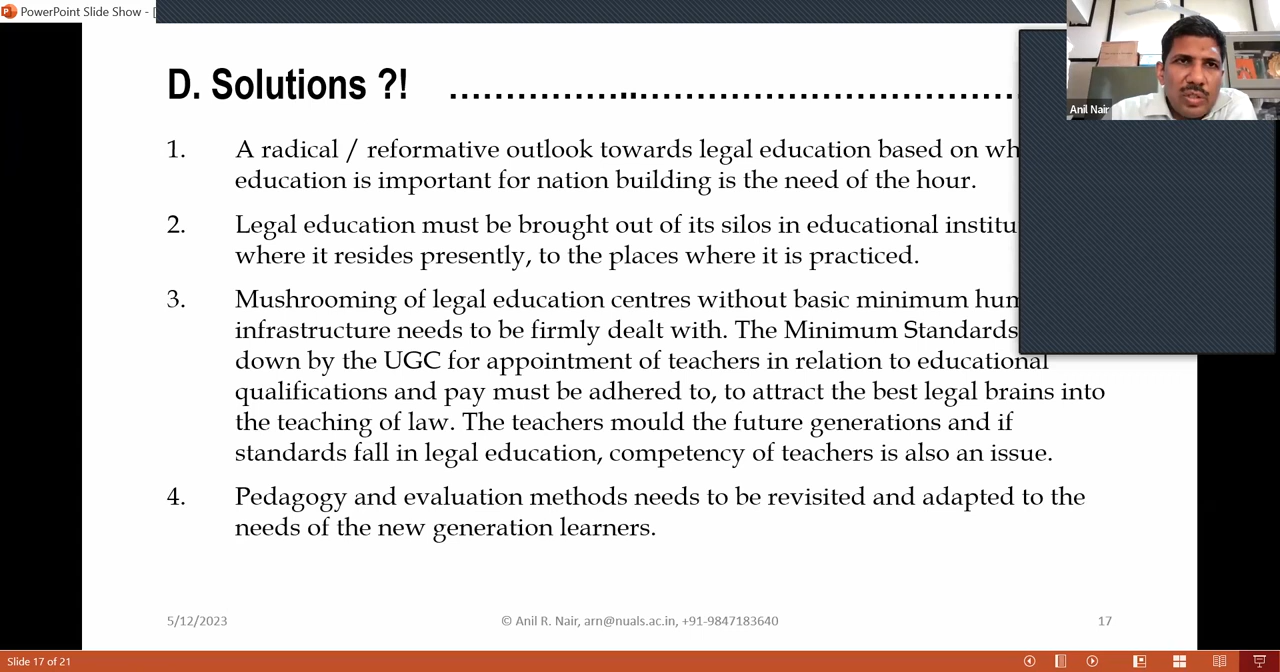 PowerPoint Slide Show - [
D. Solutions ?! ......................................................
Anil Nair
1. A radical / reformative outlook towards legal education based on
education is important for nation building is the need of the hour.
2. Legal education must be brought out of its silos in educational
where it resides presently, to the places where it is practiced.
3. Mushrooming of legal education centres without basic minimum
infrastructure needs to be firmly dealt with. The Minimum Standards
down by the UGC for appointment of teachers in relation to educational
qualifications and pay must be adhered to, to attract the best legal brains into
the teaching of law. The teachers mould the future generations and if
standards fall in legal education, competency of teachers is also an issue.
4. Pedagogy and evaluation methods needs to be revisited and adapted to the
needs of the new generation learners.
5/12/2023 © Anil R. Nair, arn@nuals.ac.in, +91-9847183640 17
Slide 17 of 21